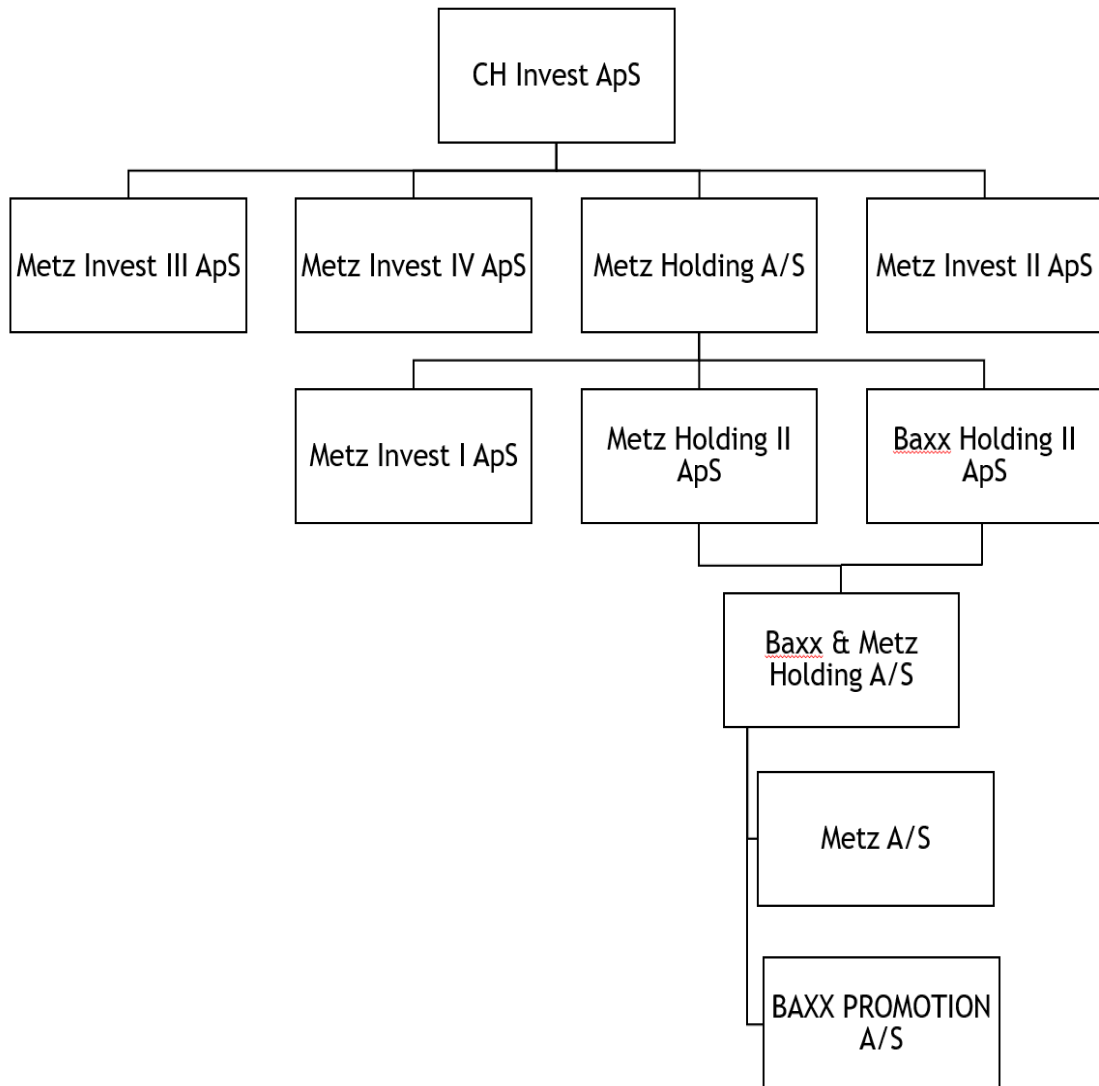 CH Invest ApS
Metz Invest III ApS
Metz Invest IV ApS
Metz Holding A/S
Metz Invest II ApS
Metz Invest I ApS
Metz Holding II
ApS
Baxx Holding II
ApS
Baxx & Metz
Holding A/S
Metz A/S
BAXX PROMOTION
A/S